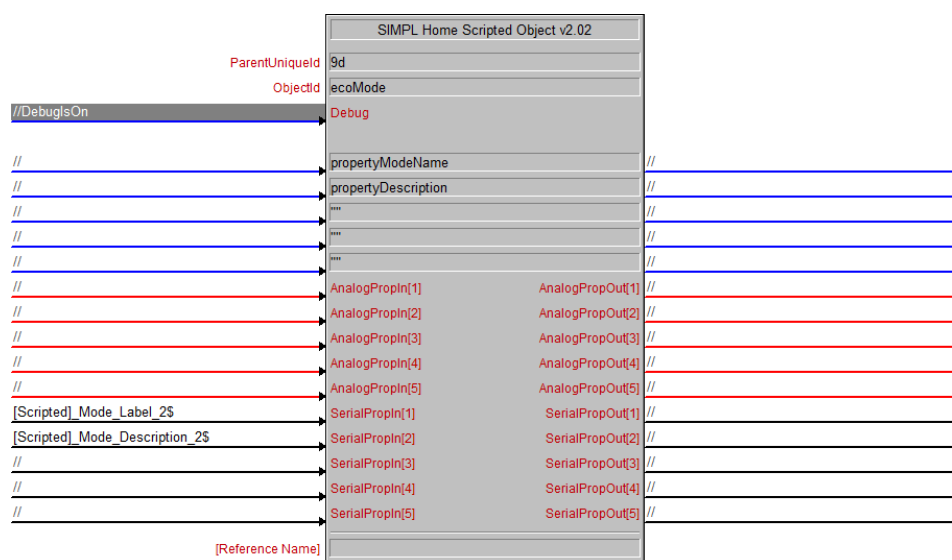 SIMPL Home Scripted Object v2.02
ParentUniqueId 9d
ObjectId ecoMode
//DebugIsOn Debug
// propertyModeName //
// propertyDescription //
// "" //
// "" //
// "" //
// AnalogPropIn[1] AnalogPropOut[1] //
// AnalogPropIn[2] AnalogPropOut[2] //
// AnalogPropIn[3] AnalogPropOut[3] //
// AnalogPropIn[4] AnalogPropOut[4] //
// AnalogPropIn[5] AnalogPropOut[5] //
[Scripted]_Mode_Label_2$ SerialPropIn[1] SerialPropOut[1] //
[Scripted]_Mode_Description_2$ SerialPropIn[2] SerialPropOut[2] //
// SerialPropIn[3] SerialPropOut[3] //
// SerialPropIn[4] SerialPropOut[4] //
// SerialPropIn[5] SerialPropOut[5] //
[Reference Name]